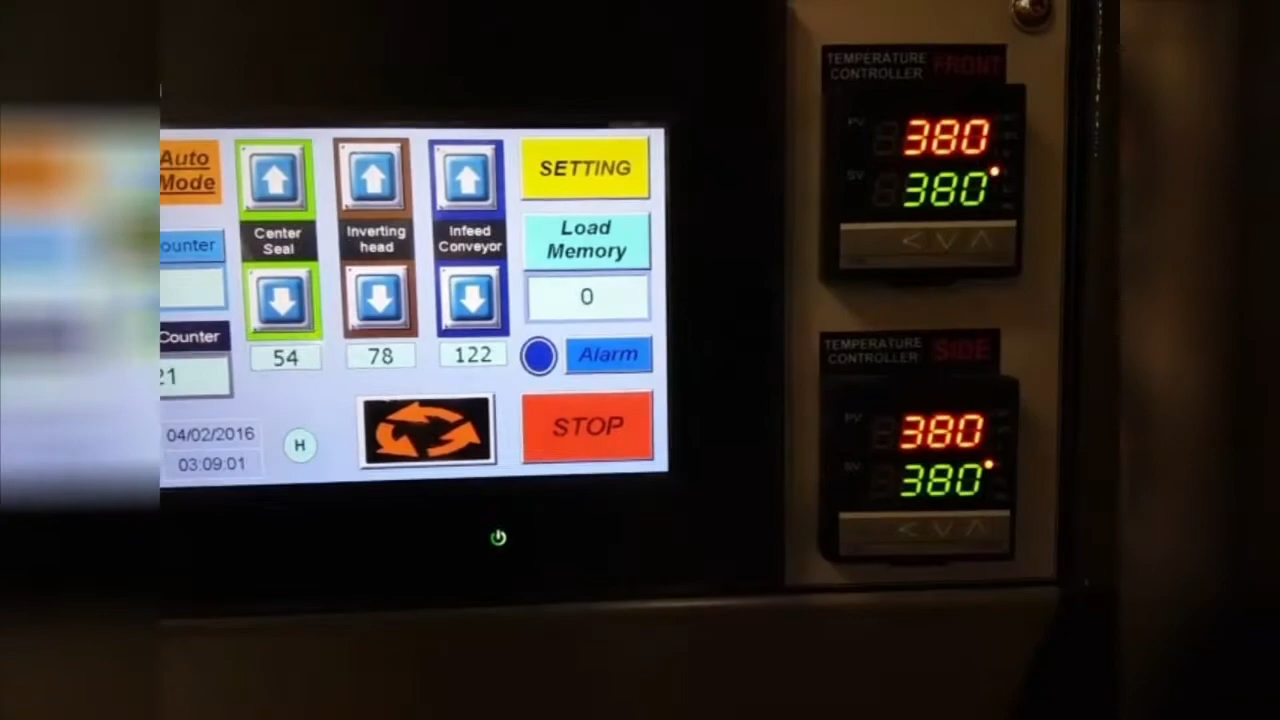 Auto
Mode
ounter
Counter
21
04/02/2016
03:09:01
Center
Seal
54
Inverting
head
78
Infeed
Conveyor
122
H
SETTING
Load
Memory
0
Alarm
STOP
TEMPERATURE
CONTROLLER
FRONT
PV
380
SV
380
< V Λ
TEMPERATURE
CONTROLLER
SIDE
PV
380
SV
380
< V Λ